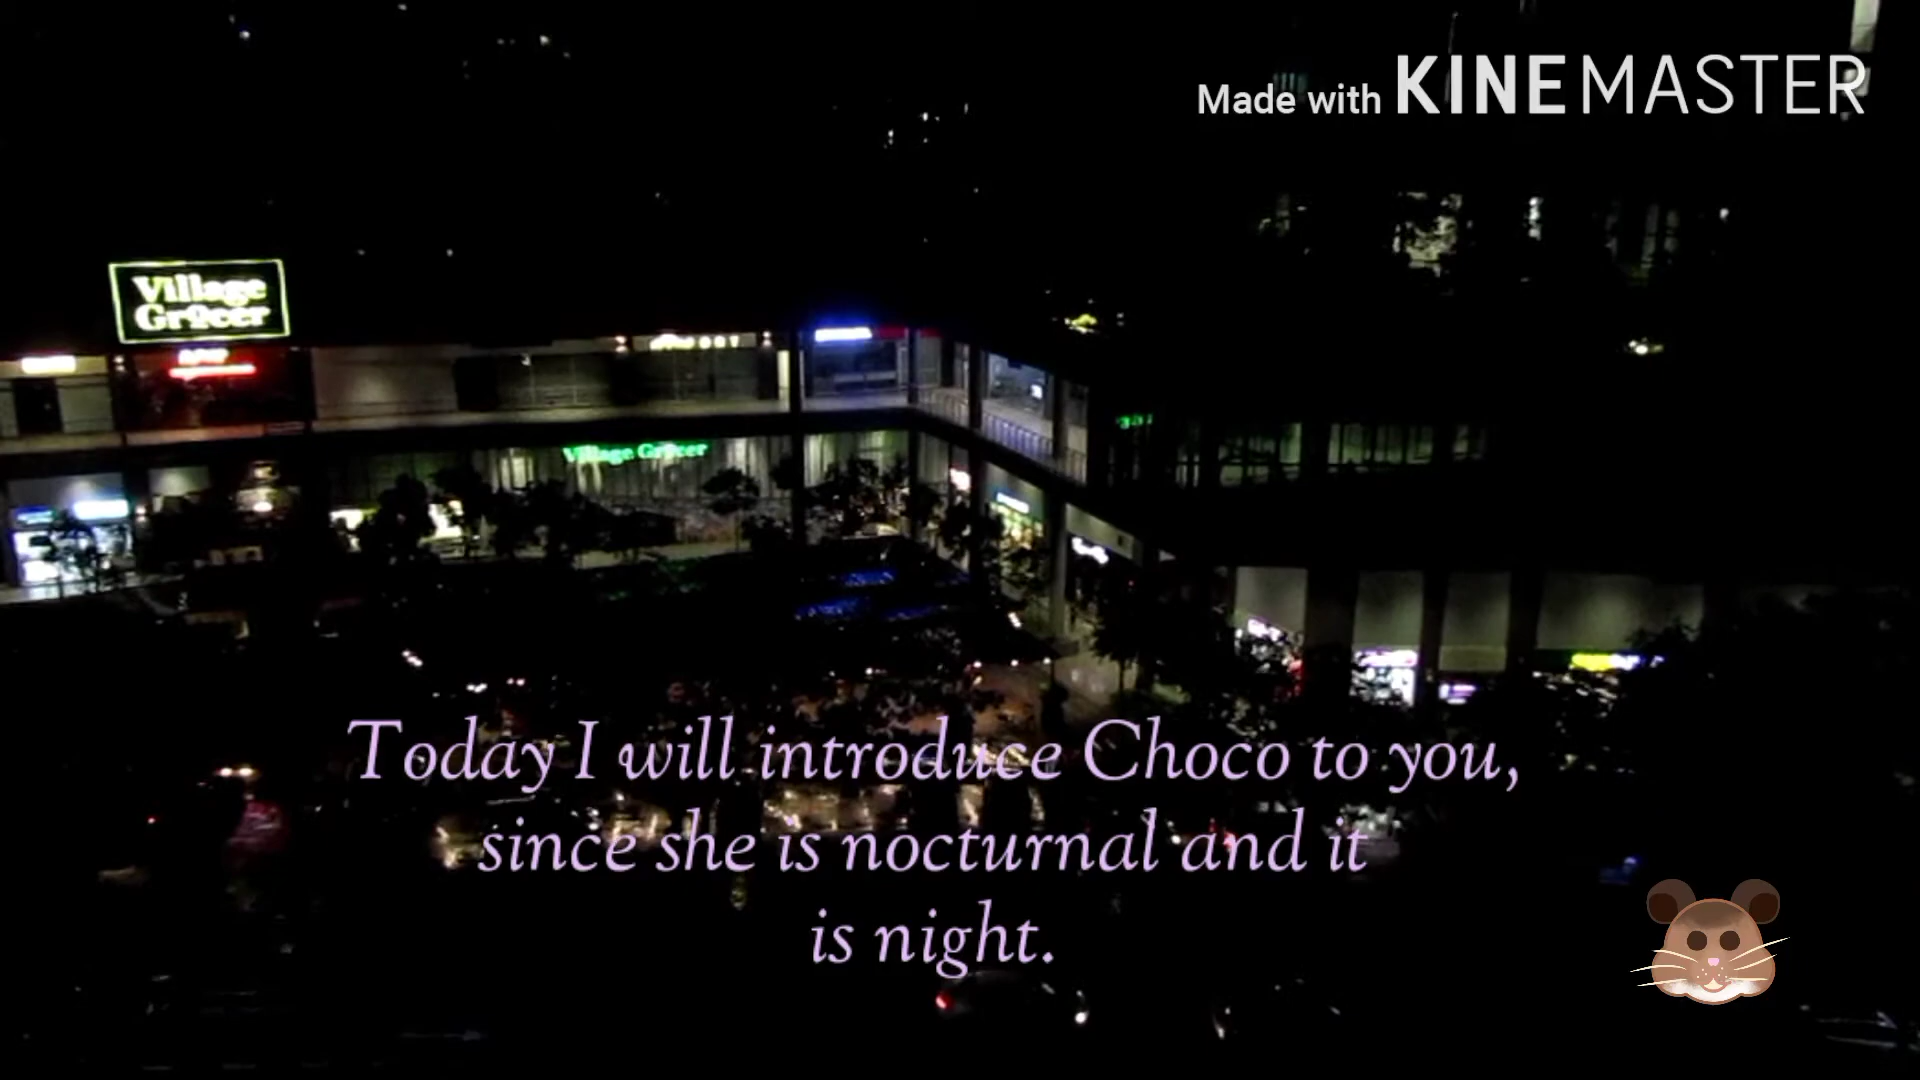 Made with KINEMASTER
Village
Grocer
Village Grocer
Today I will introduce Choco to you,
since she is nocturnal and it
is night.